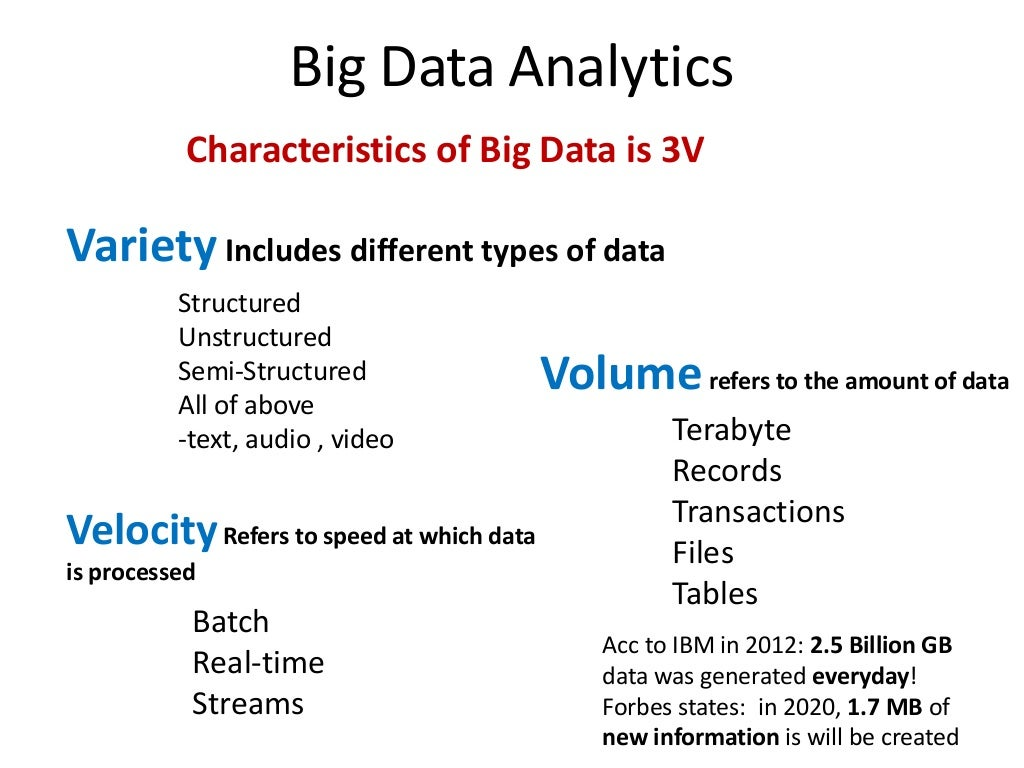 Big Data Analytics
Characteristics of Big Data is 3V
Variety Includes different types of data
Structured
Unstructured
Semi-Structured
All of above
-text, audio , video
Velocity Refers to speed at which data
is processed
Batch
Real-time
Streams
Volume refers to the amount of data
Terabyte
Records
Transactions
Files
Tables
Acc to IBM in 2012: 2.5 Billion GB
data was generated everyday!
Forbes states:  in 2020, 1.7 MB of
new information is will be created